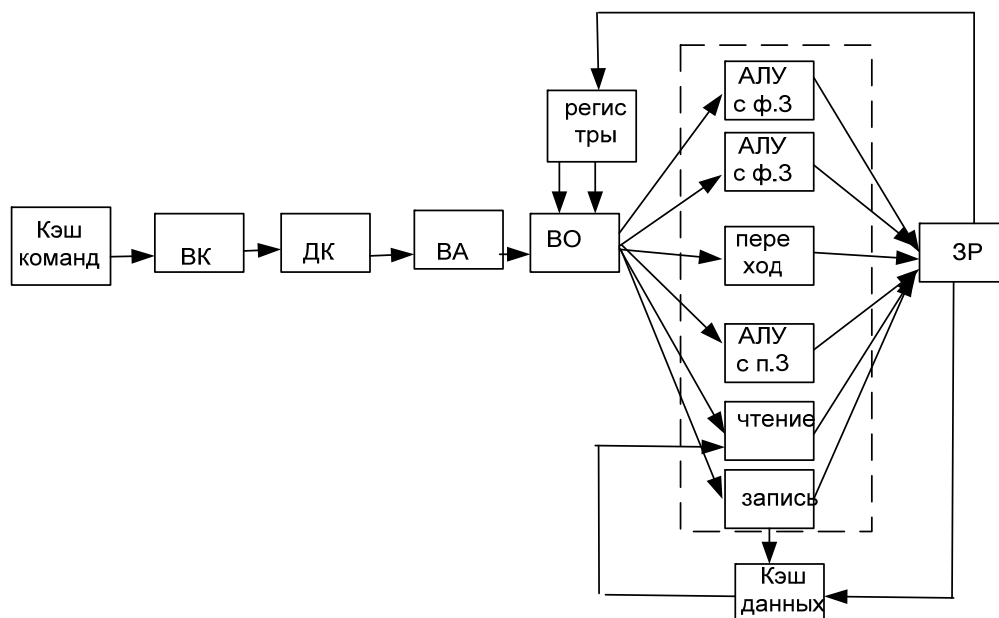 АЛУ
с ф.З
регис
тры
АЛУ
с ф.З
Кэш
команд
ВК
ДК
ВА
ВО
пере
ход
ЗР
АЛУ
с п.З
чтение
запись
Кэш
данных